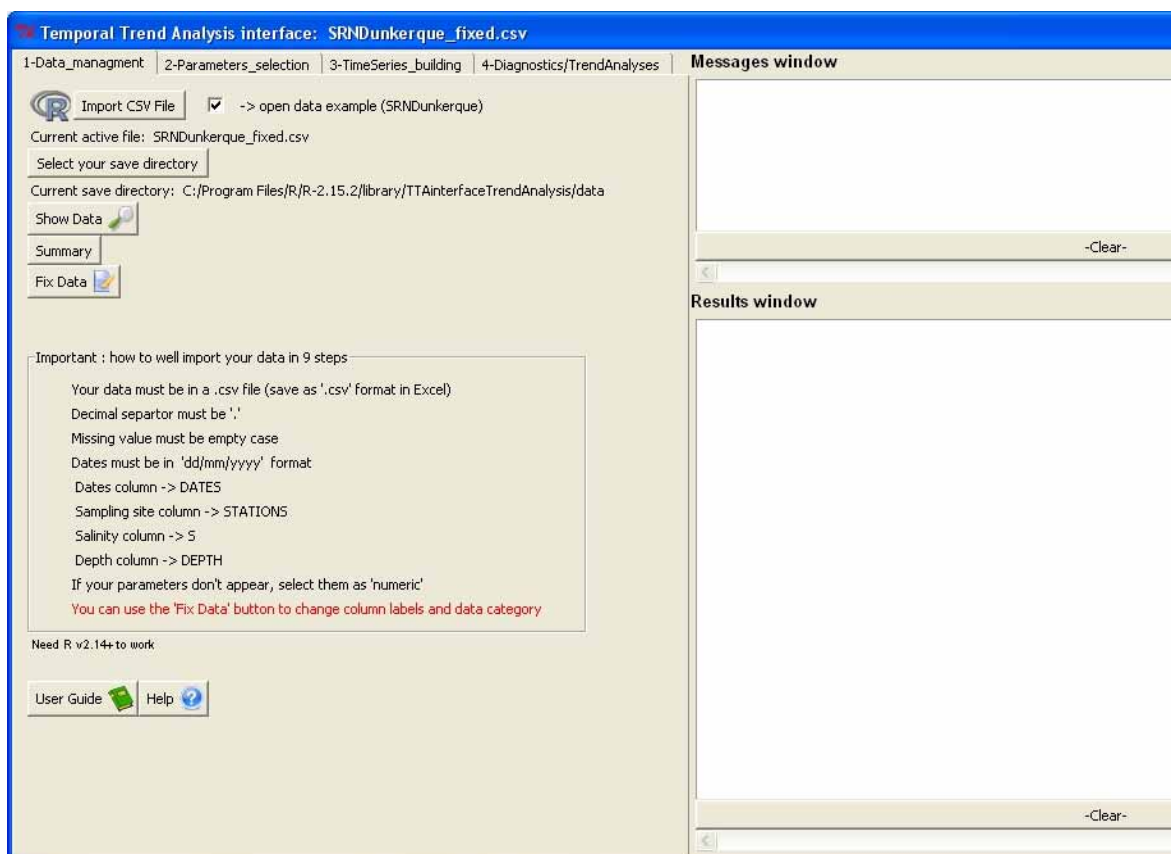 Temporal Trend Analysis interface: SRNDunkerque_fixed.csv
1-Data_managment 2-Parameters_selection 3-TimeSeries_building 4-Diagnostics/TrendAnalyses
Import CSV File -> open data example (SRNDunkerque)
Current active file: SRNDunkerque_fixed.csv
Select your save directory
Current save directory: C:/Program Files/R/R-2.15.2/library/TTAinterfaceTrendAnalysis/data
Show Data
Summary
Fix Data
Important : how to well import your data in 9 steps
Your data must be in a .csv file (save as '.csv' format in Excel)
Decimal separtor must be '.'
Missing value must be empty case
Dates must be in 'dd/mm/yyyy' format
Dates column -> DATES
Sampling site column -> STATIONS
Salinity column -> S
Depth column -> DEPTH
If your parameters don't appear, select them as 'numeric'
You can use the 'Fix Data' button to change column labels and data category
Need R v2.14+ to work
User Guide Help
Messages window
-Clear-
Results window
-Clear-